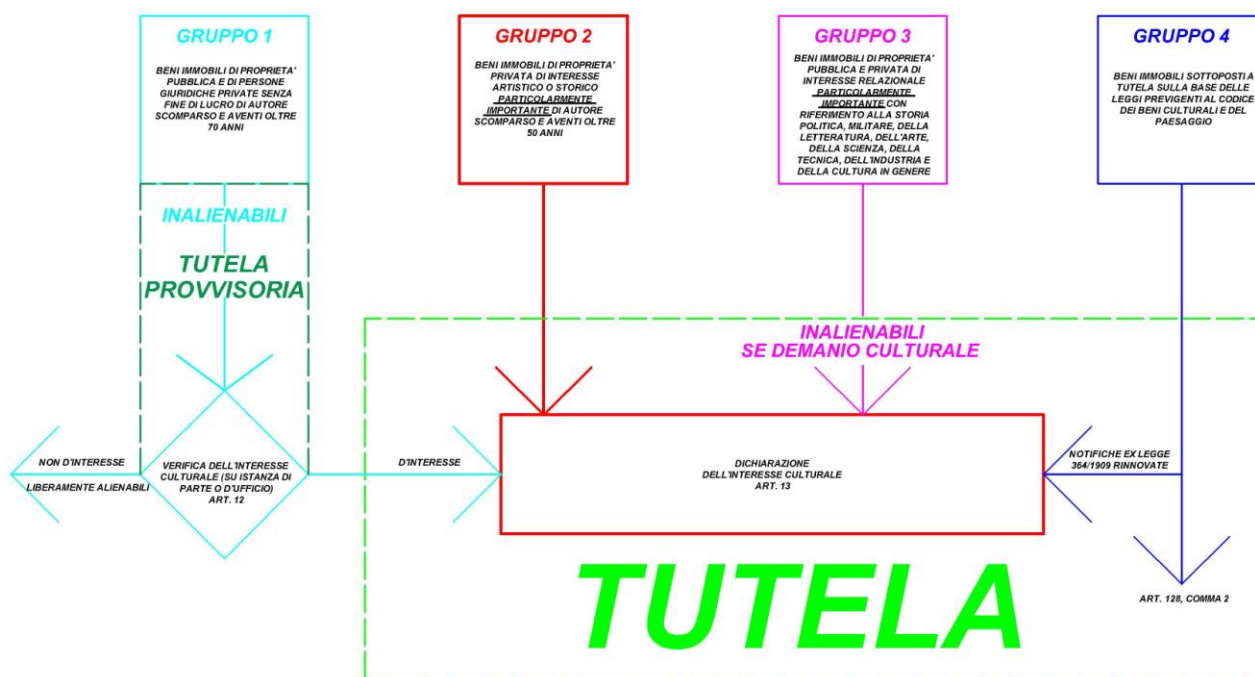 GRUPPO 1
BENI IMMOBILI DI PROPRIETA'
PUBBLICA E DI PERSONE
GIURIDICHE PRIVATE SENZA
FINE DI LUCRO DI AUTORE
SCOMPARSO E AVENTI OLTRE
70 ANNI
GRUPPO 2
BENI IMMOBILI DI PROPRIETA'
PRIVATA DI INTERESSE
ARTISTICO O STORICO
PARTICOLARMENTE
IMPORTANTE DI AUTORE
SCOMPARSO E AVENTI OLTRE
50 ANNI
GRUPPO 3
BENI IMMOBILI DI PROPRIETA'
PUBBLICA E PRIVATA DI
INTERESSE RELAZIONALE
PARTICOLARMENTE
IMPORTANTE CON
RIFERIMENTO ALLA STORIA
POLITICA, MILITARE, DELLA
LETTERATURA, DELL'ARTE,
DELLA SCIENZA, DELLA
TECNICA, DELL'INDUSTRIA E
DELLA CULTURA IN GENERE
GRUPPO 4
BENI IMMOBILI SOTTOPOSTI A
TUTELA SULLA BASE DELLE
LEGGI PREVIGENTI AL CODICE
DEI BENI CULTURALI E DEL
PAESAGGIO
INALIENABILI
TUTELA
PROVVISORIA
INALIENABILI
SE DEMANIO CULTURALE
NON D'INTERESSE
LIBERAMENTE ALIENABILI
VERIFICA DELL'INTERESSE
CULTURALE (SU ISTANZA DI
PARTE O D'UFFICIO)
ART. 12
D'INTERESSE
DICHIARAZIONE
DELL'INTERESSE CULTURALE
ART. 13
NOTIFICHE EX LEGGE
364/1909 RINNOVATE
TUTELA
ART. 128, COMMA 2